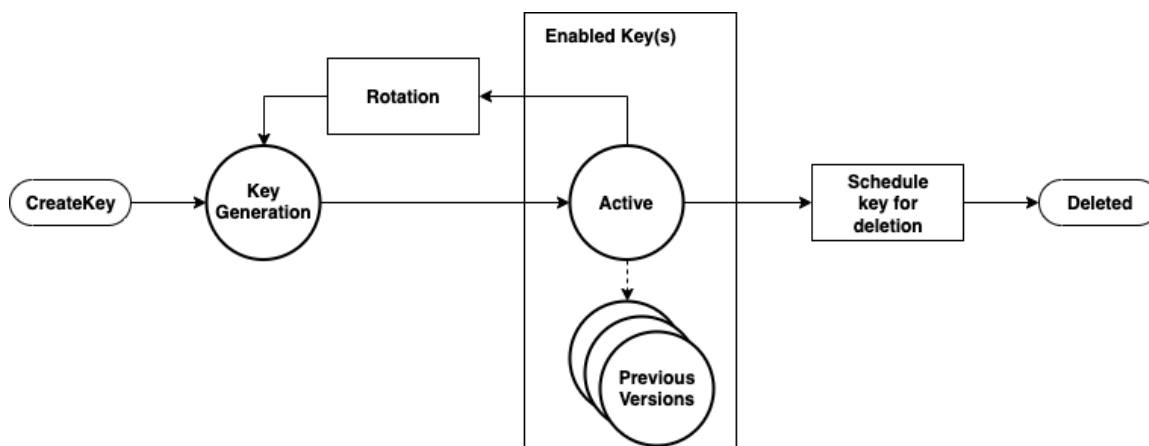 Enabled Key(s)
Rotation
CreateKey
Key
Generation
Active
Schedule
key for
deletion
Deleted
Previous
Versions